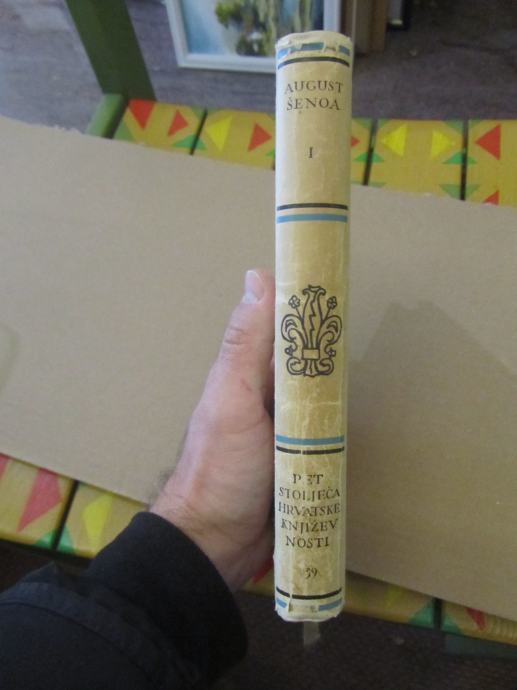 AUGUST
ŠENOA
I
PET
STOLJEĆA
HRVATSKE
KNJIŽEV
NOSTI
39